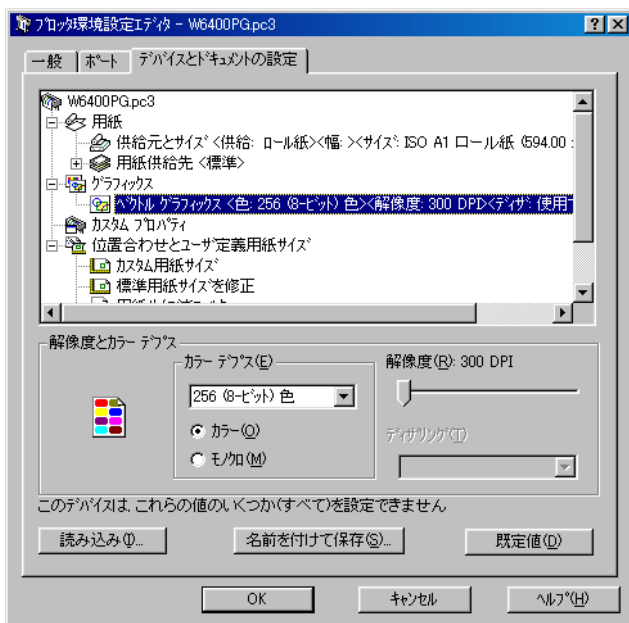 ﾌﾟﾛｯﾀ環境設定ｴﾃﾞｨﾀ - W6400PG.pc3
一般
ﾎﾟｰﾄ
ﾃﾞﾊﾞｲｽとﾄﾞｷｭﾒﾝﾄの設定
W6400PG.pc3
用紙
供給元とｻｲｽﾞ <供給: ﾛｰﾙ紙><幅: ><ｻｲｽﾞ: ISO A1 ロール紙 (594.00 :
用紙供給先 <標準>
ｸﾞﾗﾌｨｯｸｽ
ﾍﾞｸﾄﾙ ｸﾞﾗﾌｨｯｸｽ <色: 256 (8-ﾋﾞｯﾄ) 色><解像度: 300 DPI><ﾃﾞｨｻﾞ: 使用
ｶｽﾀﾑ ﾌﾟﾛﾊﾟﾃｨ
位置合わせとﾕｰｻﾞ定義用紙ｻｲｽﾞ
ｶｽﾀﾑ用紙ｻｲｽﾞ
標準用紙ｻｲｽﾞを修正
解像度とｶﾗｰ ﾃﾞﾌﾟｽ
ｶﾗｰ ﾃﾞﾌﾟｽ(E)
解像度(R): 300 DPI
256 (8-ﾋﾞｯﾄ) 色
ｶﾗｰ(O)
ﾃﾞｨｻﾞﾘﾝｸﾞ(T)
ﾓﾉｸﾛ(M)
このﾃﾞﾊﾞｲｽは、これらの値のいくつか(すべて)を設定できません
読み込み(I)...
名前を付けて保存(S)...
既定値(D)
OK
ｷｬﾝｾﾙ
ﾍﾙﾌﾟ(H)